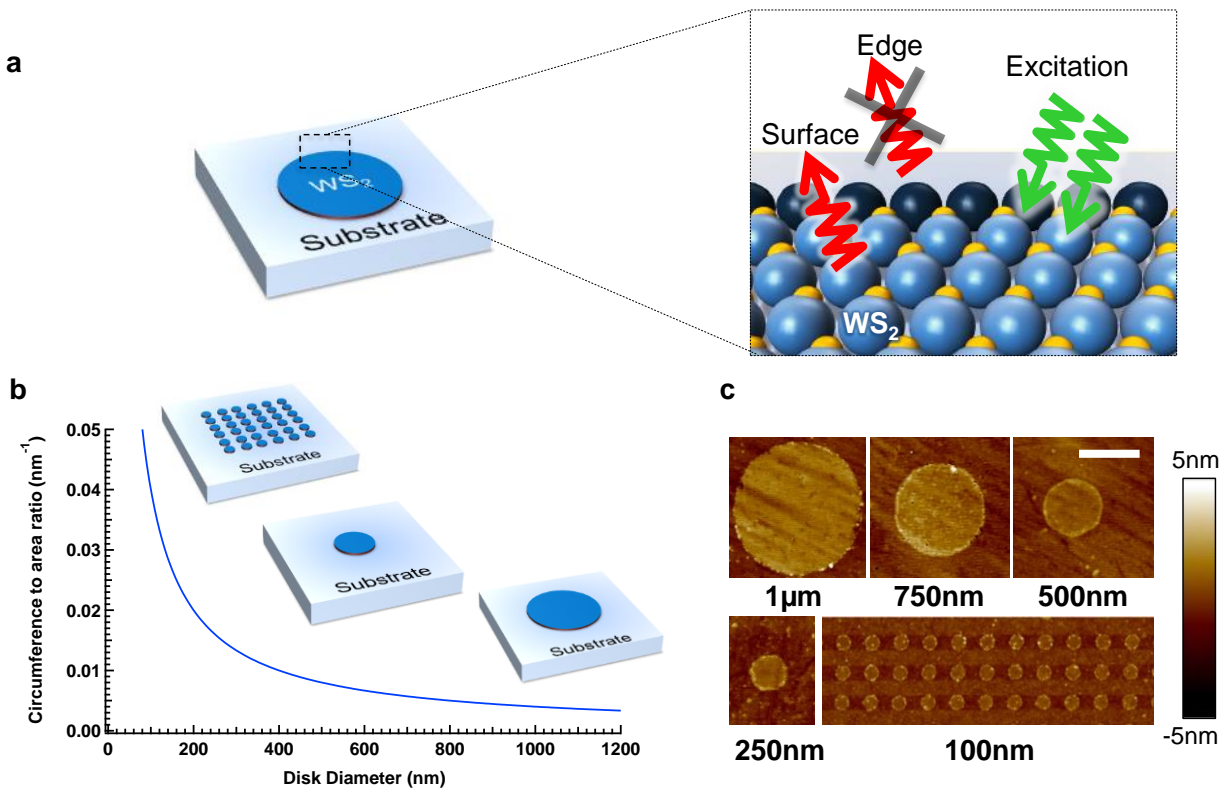 a
WS2
Substrate
Edge
Excitation
Surface
WS2
b
Circumference to area ratio (nm-1)
0.05
0.04
0.03
0.02
0.01
0.00
0
200
400
600
800
1000
1200
Disk Diameter (nm)
Substrate
Substrate
Substrate
c
1µm
750nm
500nm
250nm
100nm
5nm
-5nm